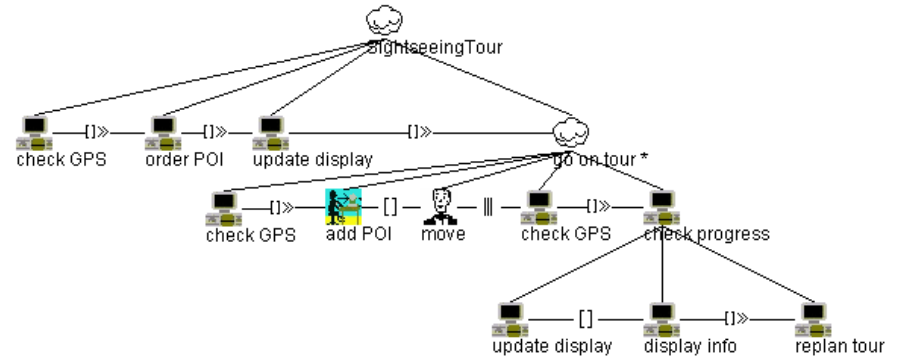 SightseeingTour
[]» []» []»
check GPS order POI update display go on tour *
[]» [] ||| []»
check GPS add POI move check GPS check progress
[] []»
update display display info replan tour